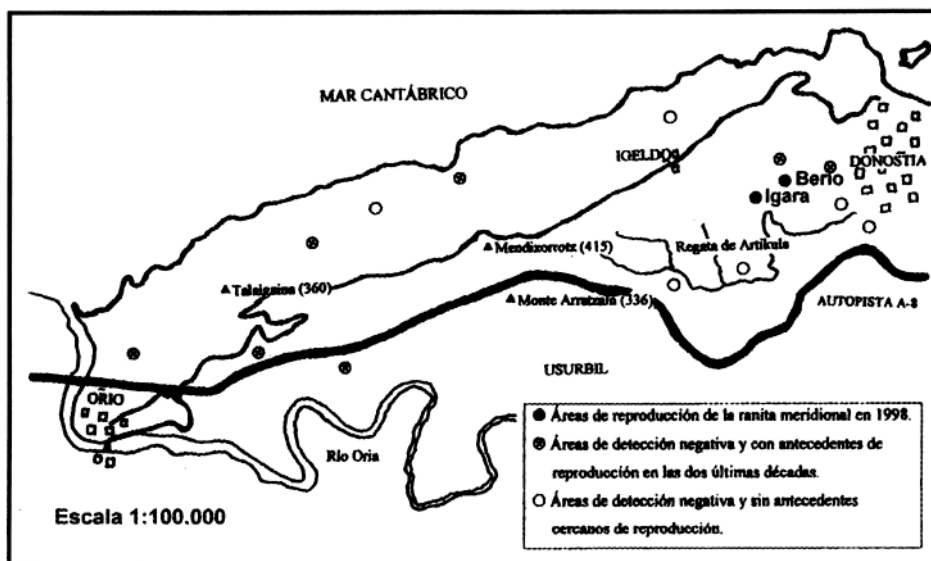 MAR CANTÁBRICO
IGELDO
DONOSTIA
Berio
Igara
Mendizorrotz (415)
Regata de Artikula
Talaigaina (360)
Monte Arratzain (336)
AUTOPISTA A-8
USURBIL
ORIO
Río Oria
Escala 1:100.000
Áreas de reproducción de la ranita meridional en 1998.
Áreas de detección negativa y con antecedentes de
reproducción en las dos últimas décadas.
Áreas de detección negativa y sin antecedentes
cercanos de reproducción.